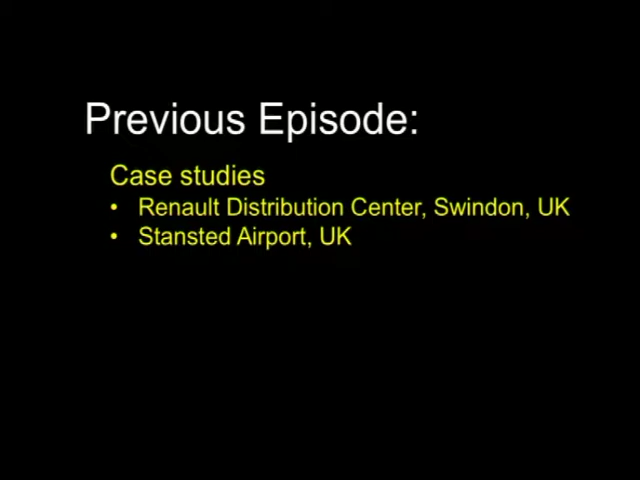 Previous Episode:
Case studies
• Renault Distribution Center, Swindon, UK
• Stansted Airport, UK